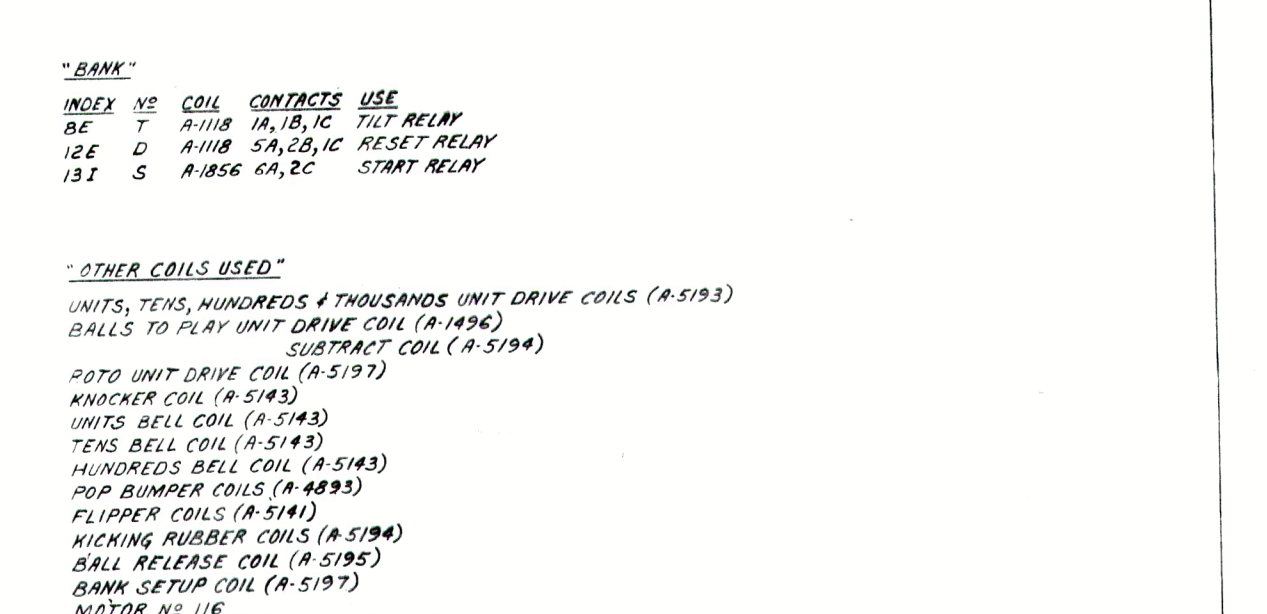 "BANK"
INDEX Nº COIL CONTACTS USE
8E T A-1118 1A, 1B, 1C TILT RELAY
12E D A-1118 5A, 2B, 1C RESET RELAY
13I S A-1856 6A, 2C START RELAY
"OTHER COILS USED"
UNITS, TENS, HUNDREDS & THOUSANDS UNIT DRIVE COILS (A-5193)
BALLS TO PLAY UNIT DRIVE COIL (A-1496)
SUBTRACT COIL (A-5194)
ROTO UNIT DRIVE COIL (A-5197)
KNOCKER COIL (A-5143)
UNITS BELL COIL (A-5143)
TENS BELL COIL (A-5143)
HUNDREDS BELL COIL (A-5143)
POP BUMPER COILS (A-4893)
FLIPPER COILS (A-5141)
KICKING RUBBER COILS (A-5194)
BALL RELEASE COIL (A-5195)
BANK SETUP COIL (A-5197)
MOTOR Nº 116